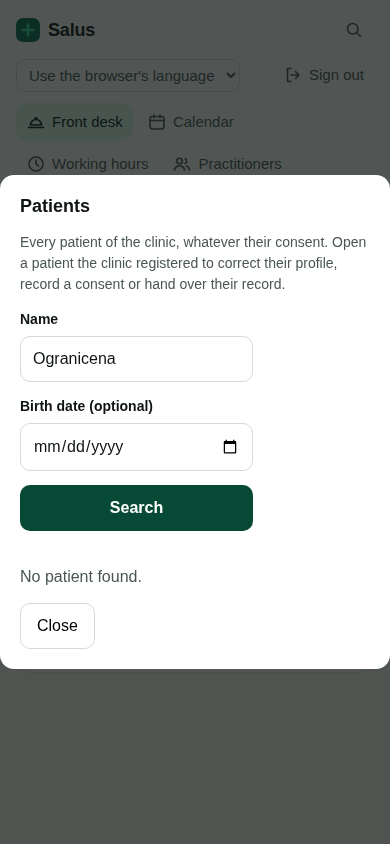 Salus
Use the browser's language
Sign out
Front desk
Calendar
Working hours
Practitioners
Patients
Every patient of the clinic, whatever their consent. Open
a patient the clinic registered to correct their profile,
record a consent or hand over their record.
Name
Ogranicena
Birth date (optional)
mm/dd/yyyy
Search
No patient found.
Close